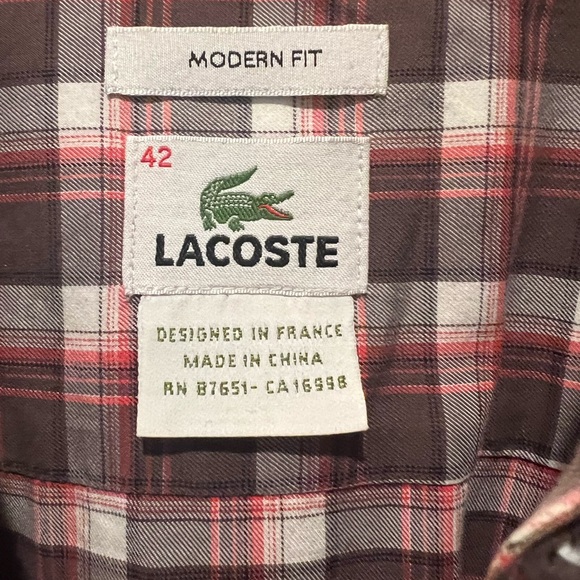 MODERN FIT
42
LACOSTE
DESIGNED IN FRANCE
MADE IN CHINA
RN 87651- CA16998